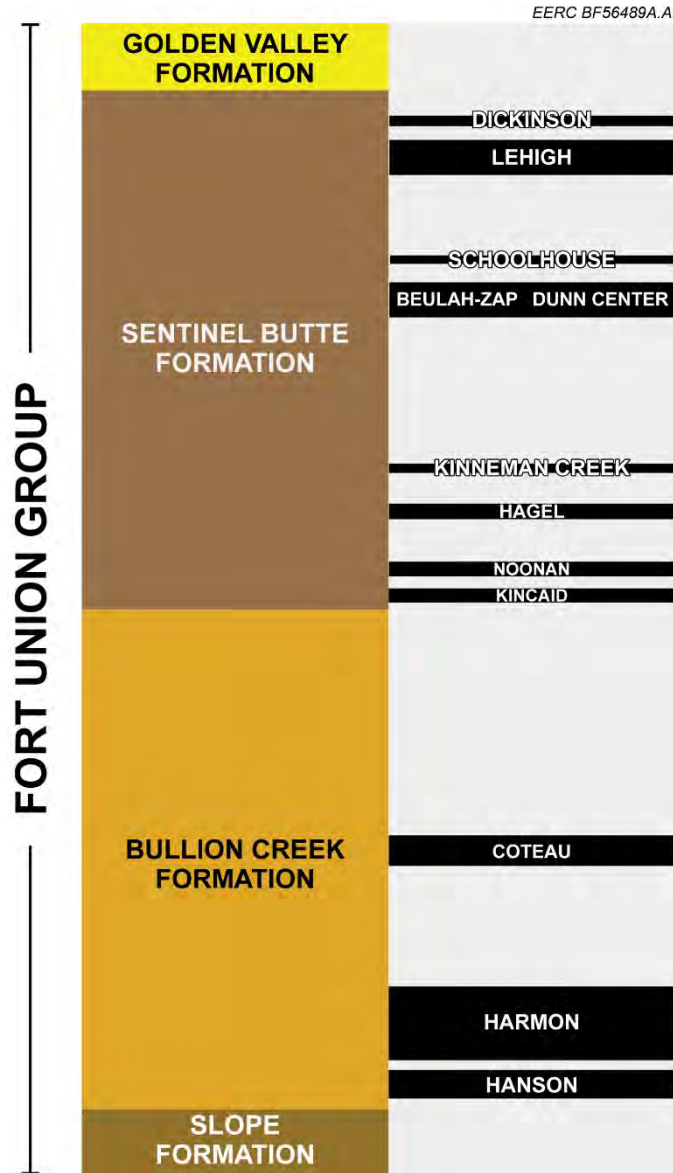 EERC BF56489A.A
FORT UNION GROUP
GOLDEN VALLEY
FORMATION
DICKINSON
LEHIGH
SCHOOLHOUSE
BEULAH-ZAP DUNN CENTER
SENTINEL BUTTE
FORMATION
KINNEMAN CREEK
HAGEL
NOONAN
KINCAID
BULLION CREEK
FORMATION
COTEAU
HARMON
HANSON
SLOPE
FORMATION